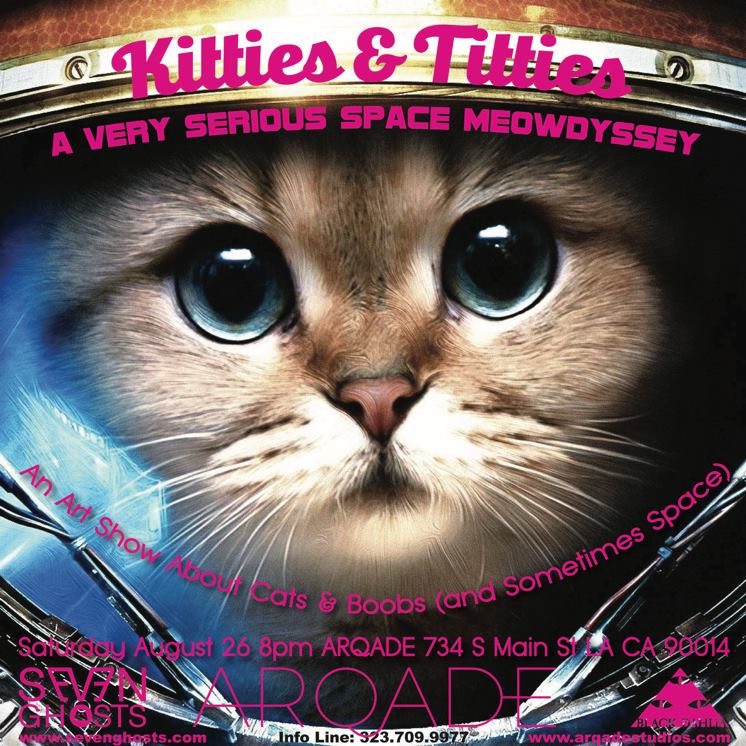 Kitties & Titties
A VERY SERIOUS SPACE MEOWDYSSEY
An Art Show About Cats & Boobs (and Sometimes Space)
Saturday August 26 8pm ARQADE 734 S Main St LA CA 90014
SEV7N
GHOSTS
ARQADE
www.sevenghosts.com
Info Line: 323.709.9977
www.arqadestudios.com